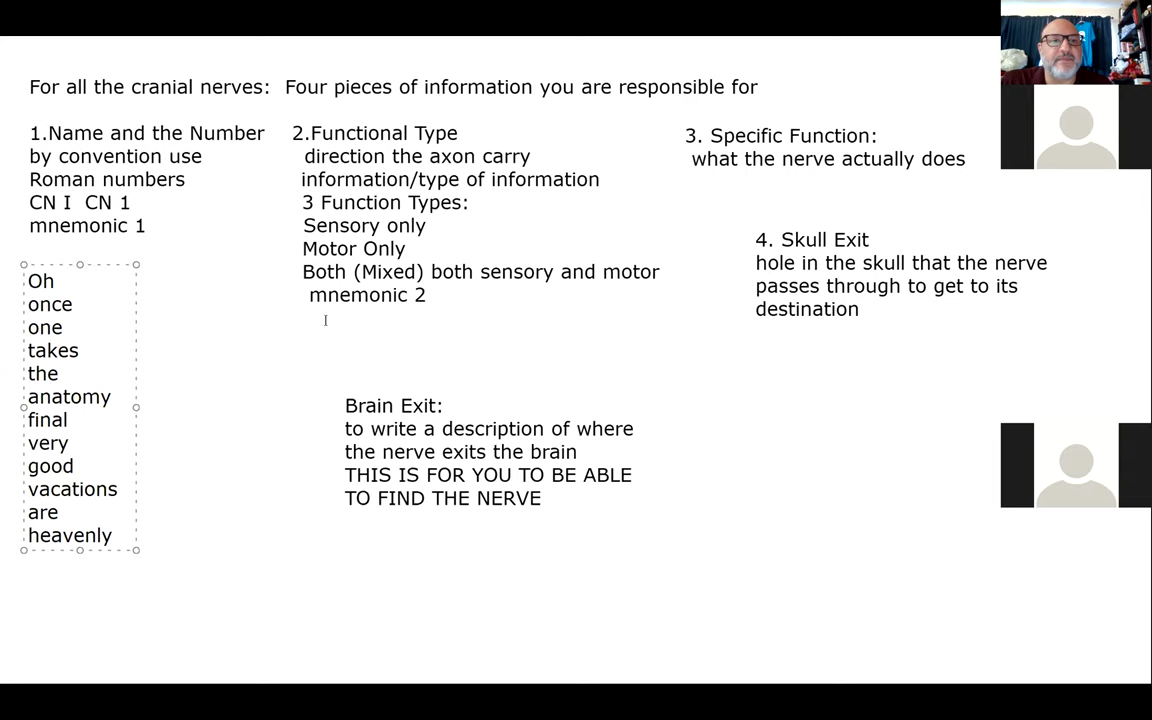 For all the cranial nerves:  Four pieces of information you are responsible for
1.Name and the Number
by convention use
Roman numbers
CN I  CN 1
mnemonic 1
Oh
once
one
takes
the
anatomy
final
very
good
vacations
are
heavenly
2.Functional Type
direction the axon carry
information/type of information
3 Function Types:
Sensory only
Motor Only
Both (Mixed) both sensory and motor
mnemonic 2
Brain Exit:
to write a description of where
the nerve exits the brain
THIS IS FOR YOU TO BE ABLE
TO FIND THE NERVE
3. Specific Function:
what the nerve actually does
4. Skull Exit
hole in the skull that the nerve
passes through to get to its
destination